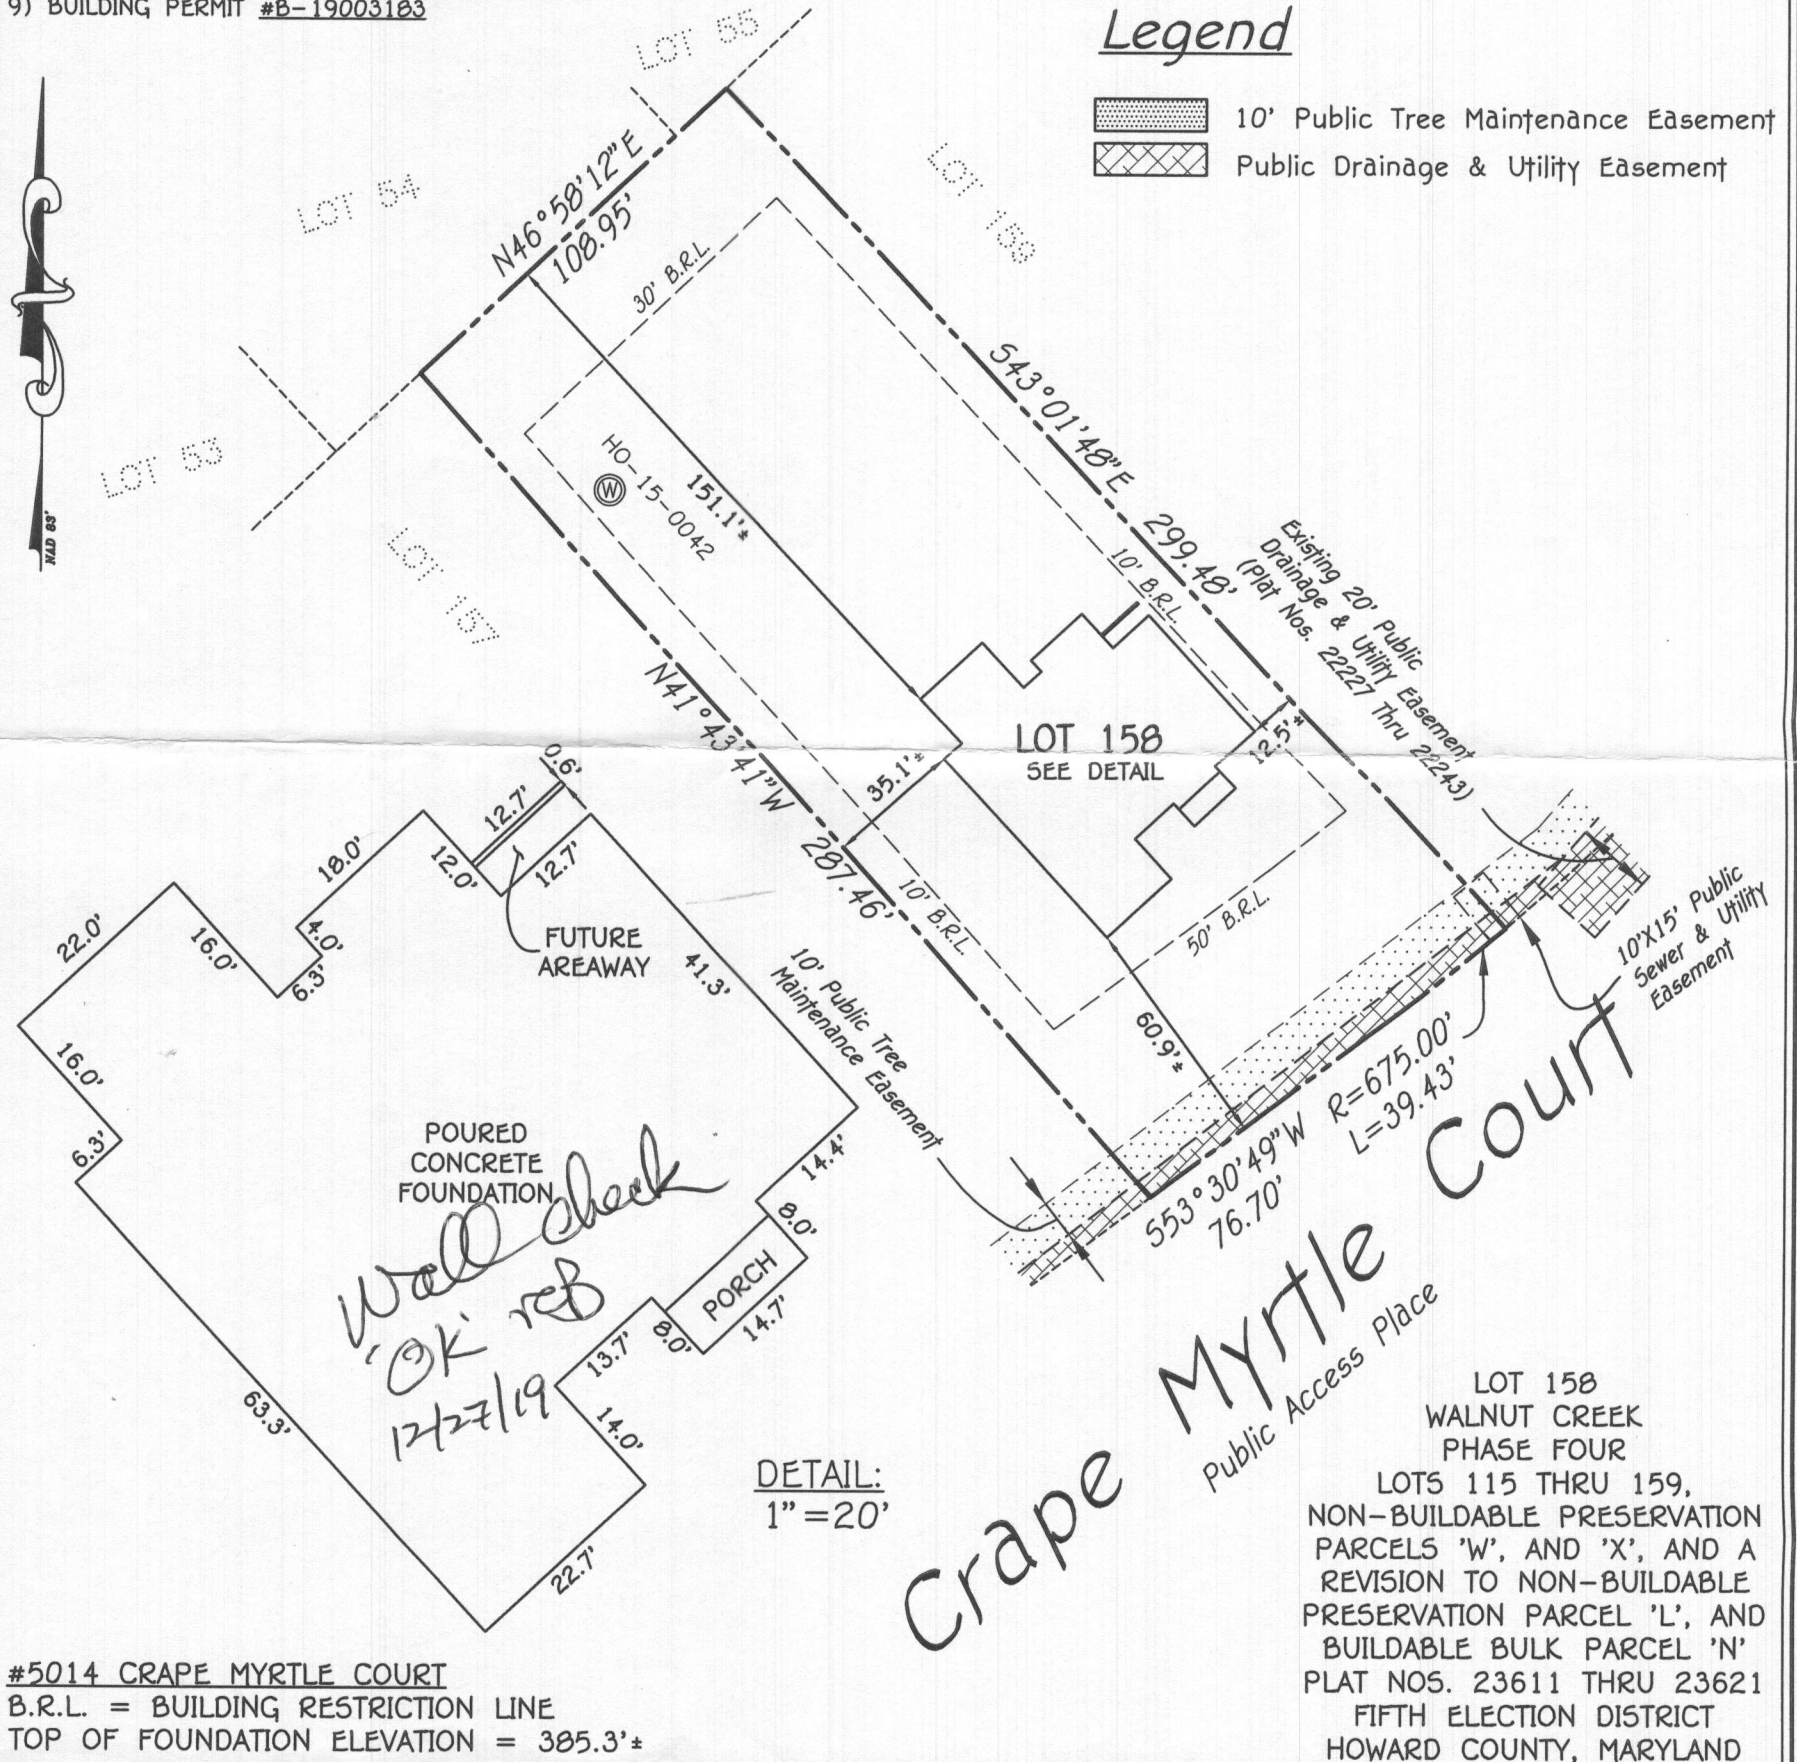 9) BUILDING PERMIT #B-19003183
Legend
10' Public Tree Maintenance Easement
Public Drainage & Utility Easement
NAD 83'
LOT 55
LOT 54
LOT 53
LOT 159
LOT 157
N46°58'12"E
108.95'
30' B.R.L.
HO-15-0042
W
151.1'±
S43°01'48"E
299.48'
10' B.R.L.
Existing 20' Public
Drainage & Utility Easement
(Plat Nos. 22227 Thru 22243)
N41°43'41"W
287.46'
10' B.R.L.
35.1'±
LOT 158
SEE DETAIL
12.5'±
50' B.R.L.
60.9'±
10'X15' Public
Sewer & Utility
Easement
10' Public Tree
Maintenance Easement
S53°30'49"W
76.70'
R=675.00'
L=39.43'
Crape Myrtle Court
Public Access Place
0.6'
12.7'
12.7'
18.0'
12.0'
22.0'
16.0'
4.0'
6.3'
FUTURE
AREAWAY
41.3'
16.0'
6.3'
POURED
CONCRETE
FOUNDATION
14.4'
8.0'
PORCH
14.7'
8.0'
13.7'
14.0'
63.3'
22.7'
Wall check
'OK' rcB
12/27/19
DETAIL:
1"=20'
#5014 CRAPE MYRTLE COURT
B.R.L. = BUILDING RESTRICTION LINE
TOP OF FOUNDATION ELEVATION = 385.3'±
LOT 158
WALNUT CREEK
PHASE FOUR
LOTS 115 THRU 159,
NON-BUILDABLE PRESERVATION
PARCELS 'W', AND 'X', AND A
REVISION TO NON-BUILDABLE
PRESERVATION PARCEL 'L', AND
BUILDABLE BULK PARCEL 'N'
PLAT NOS. 23611 THRU 23621
FIFTH ELECTION DISTRICT
HOWARD COUNTY, MARYLAND